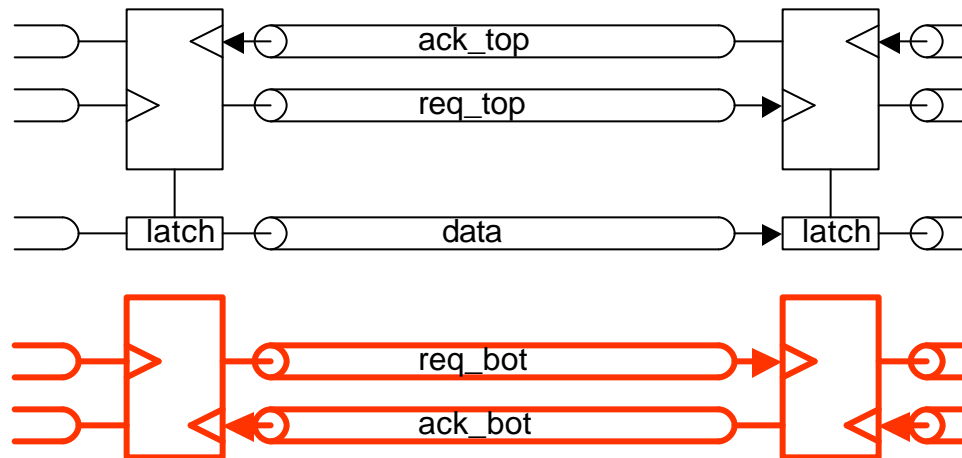 ack_top
req_top
latch data latch
req_bot
ack_bot